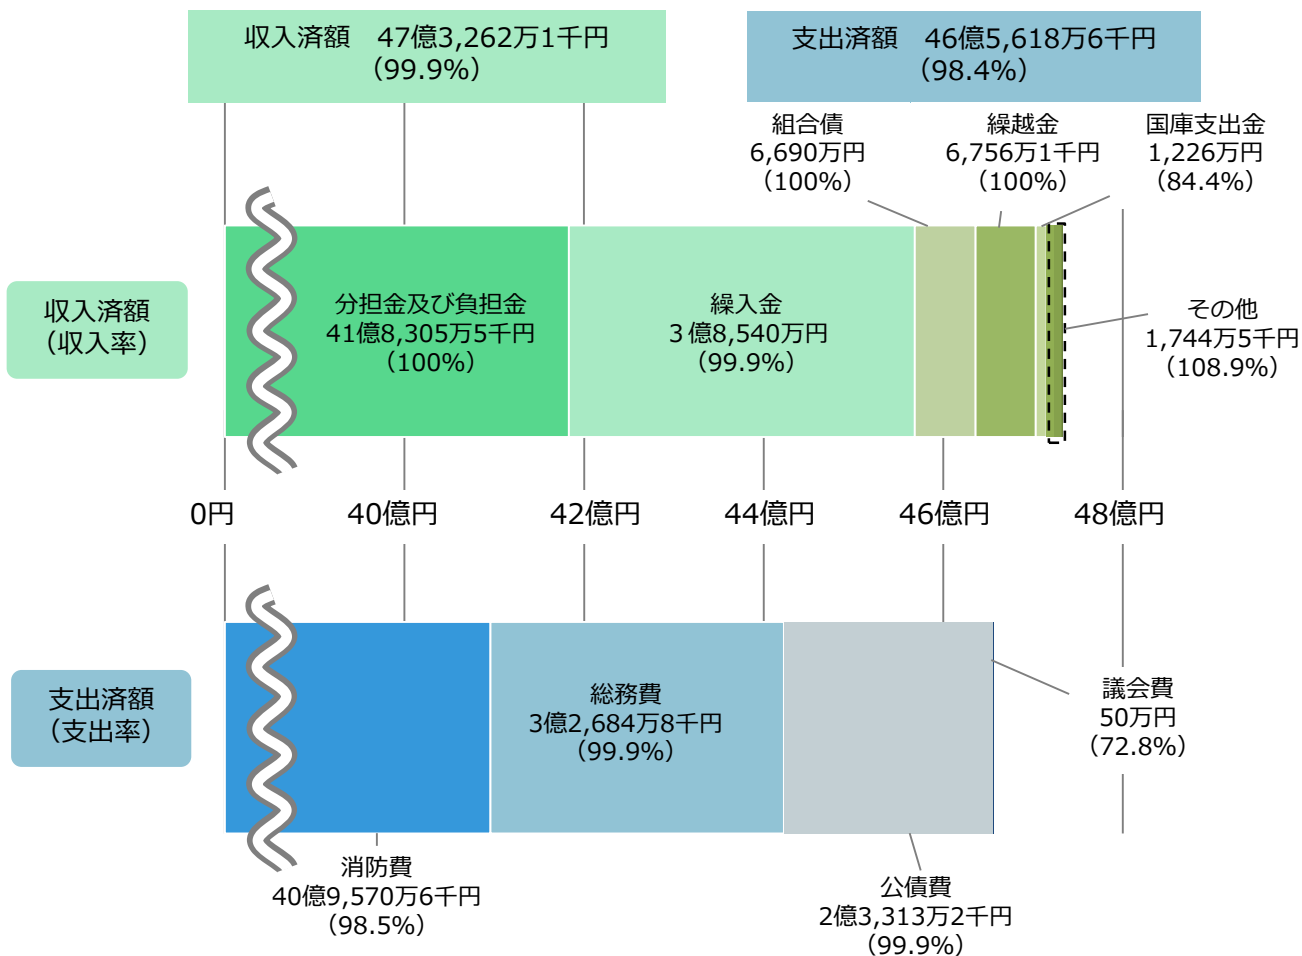 収入済額　47億3,262万1千円
（99.9%）
支出済額　46億5,618万6千円
（98.4%）
組合債
6,690万円
（100%）
繰越金
6,756万1千円
（100%）
国庫支出金
1,226万円
（84.4%）
収入済額
（収入率）
分担金及び負担金
41億8,305万5千円
（100%）
繰入金
3億8,540万円
（99.9%）
その他
1,744万5千円
（108.9%）
0円
40億円
42億円
44億円
46億円
48億円
支出済額
（支出率）
総務費
3億2,684万8千円
（99.9%）
議会費
50万円
（72.8%）
消防費
40億9,570万6千円
（98.5%）
公債費
2億3,313万2千円
（99.9%）